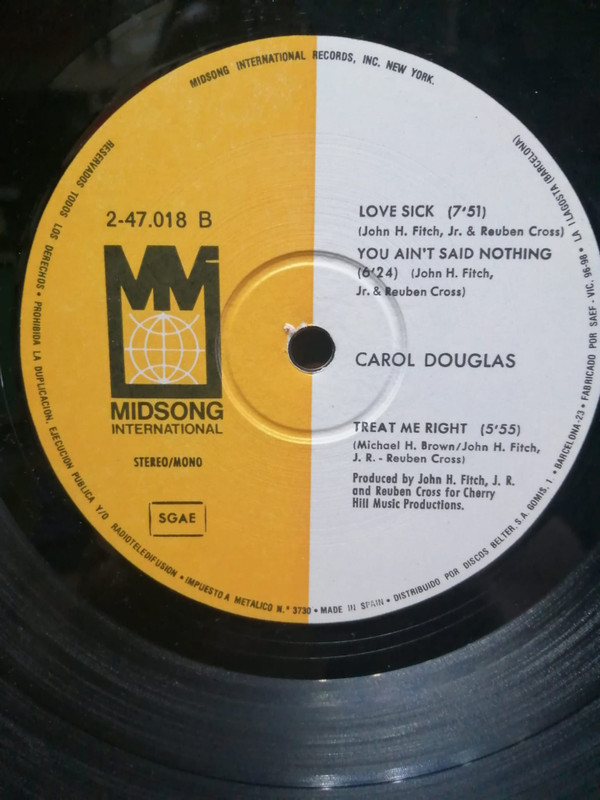 MIDSONG INTERNATIONAL RECORDS, INC. NEW YORK.
2-47.018 B
MM
MIDSONG
INTERNATIONAL
STEREO/MONO
SGAE
LOVE SICK (7'51)
(John H. Fitch, Jr. & Reuben Cross)
YOU AIN'T SAID NOTHING
(6'24) (John H. Fitch,
Jr. & Reuben Cross)
CAROL DOUGLAS
TREAT ME RIGHT (5'55)
(Michael H. Brown/John H. Fitch,
J. R. - Reuben Cross)
Produced by John H. Fitch, J. R.
and Reuben Cross for Cherry
Hill Music Productions.
RESERVADOS TODOS LOS DERECHOS • PROHIBIDA LA DUPLICACION, EJECUCION PUBLICA Y/O RADIOTELEDIFUSION • IMPUESTO A METALICO N.º 3730 • MADE IN SPAIN • DISTRIBUIDO POR DISCOS BELTER, S.A. GOMIS, 1 • BARCELONA-23 • FABRICADO POR SAEF - VIC, 96-98 • LA LLAGOSTA (BARCELONA)